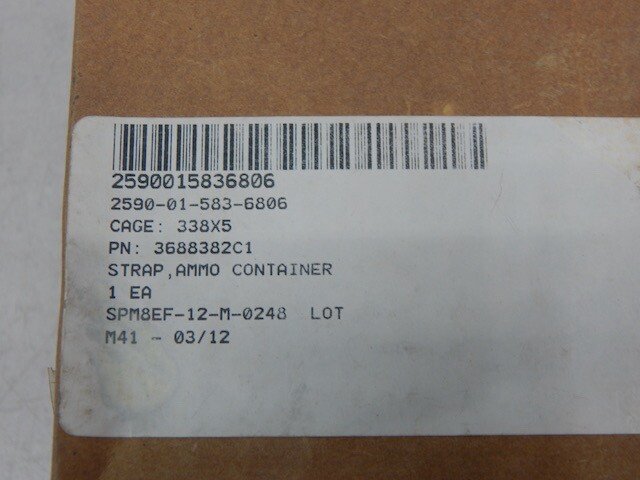 2590015836806
2590-01-583-6806
CAGE: 338X5
PN: 3688382C1
STRAP,AMMO CONTAINER
1 EA
SPM8EF-12-M-0248 LOT
M41 - 03/12